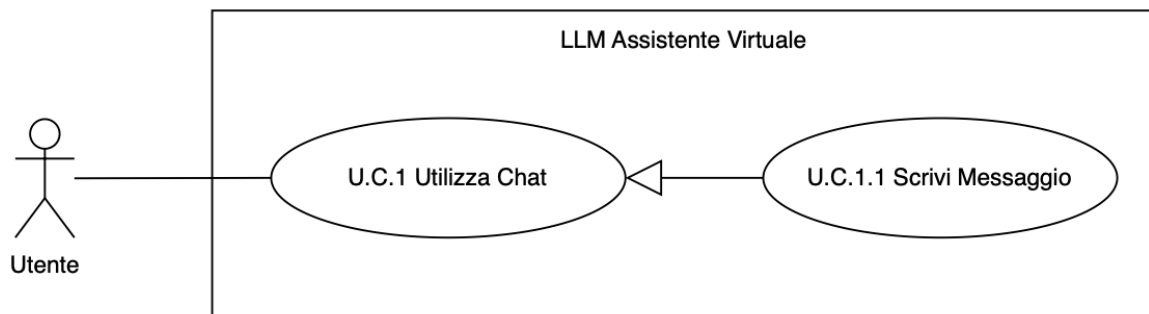 LLM Assistente Virtuale
U.C.1 Utilizza Chat
U.C.1.1 Scrivi Messaggio
Utente